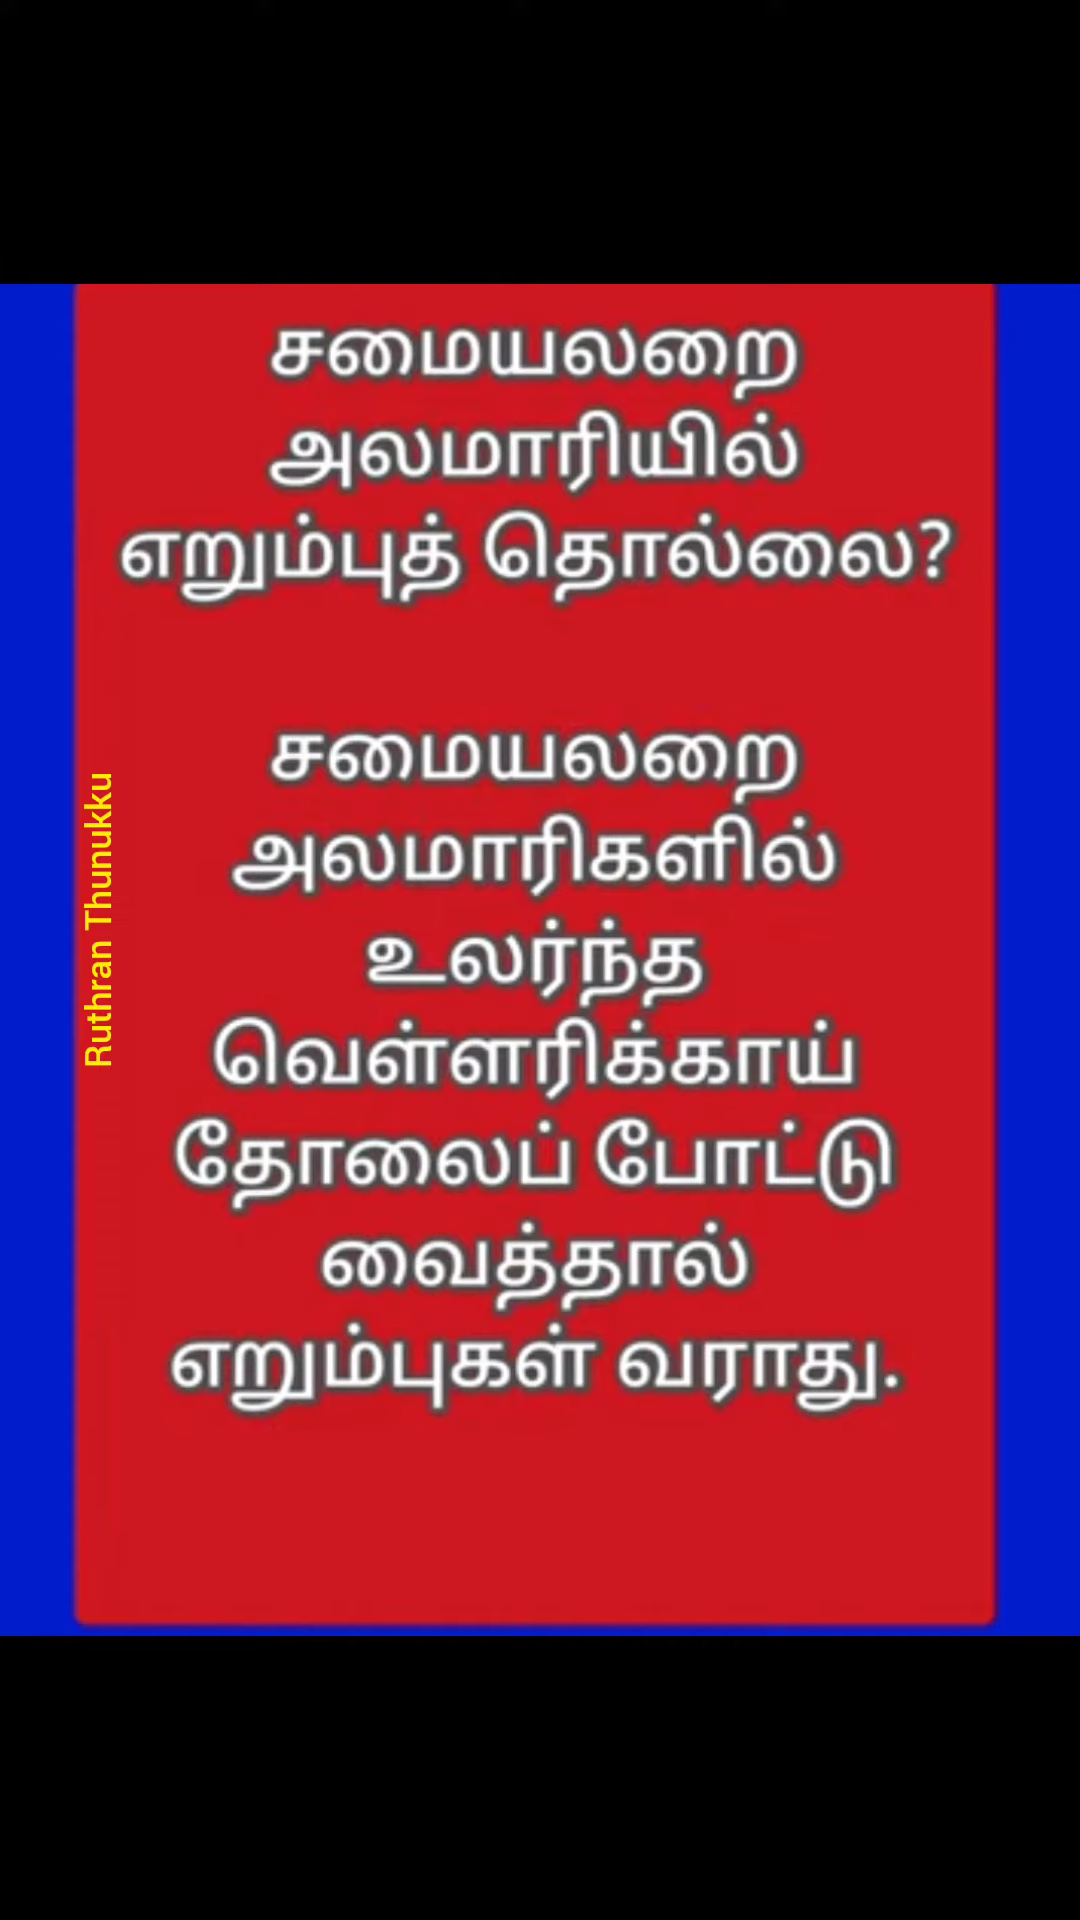 சமையலறை
அலமாரியில்
எறும்புத் தொல்லை?
சமையலறை
அலமாரிகளில்
உலர்ந்த
வெள்ளரிக்காய்
தோலைப் போட்டு
வைத்தால்
எறும்புகள் வராது.
Ruthran Thunukku